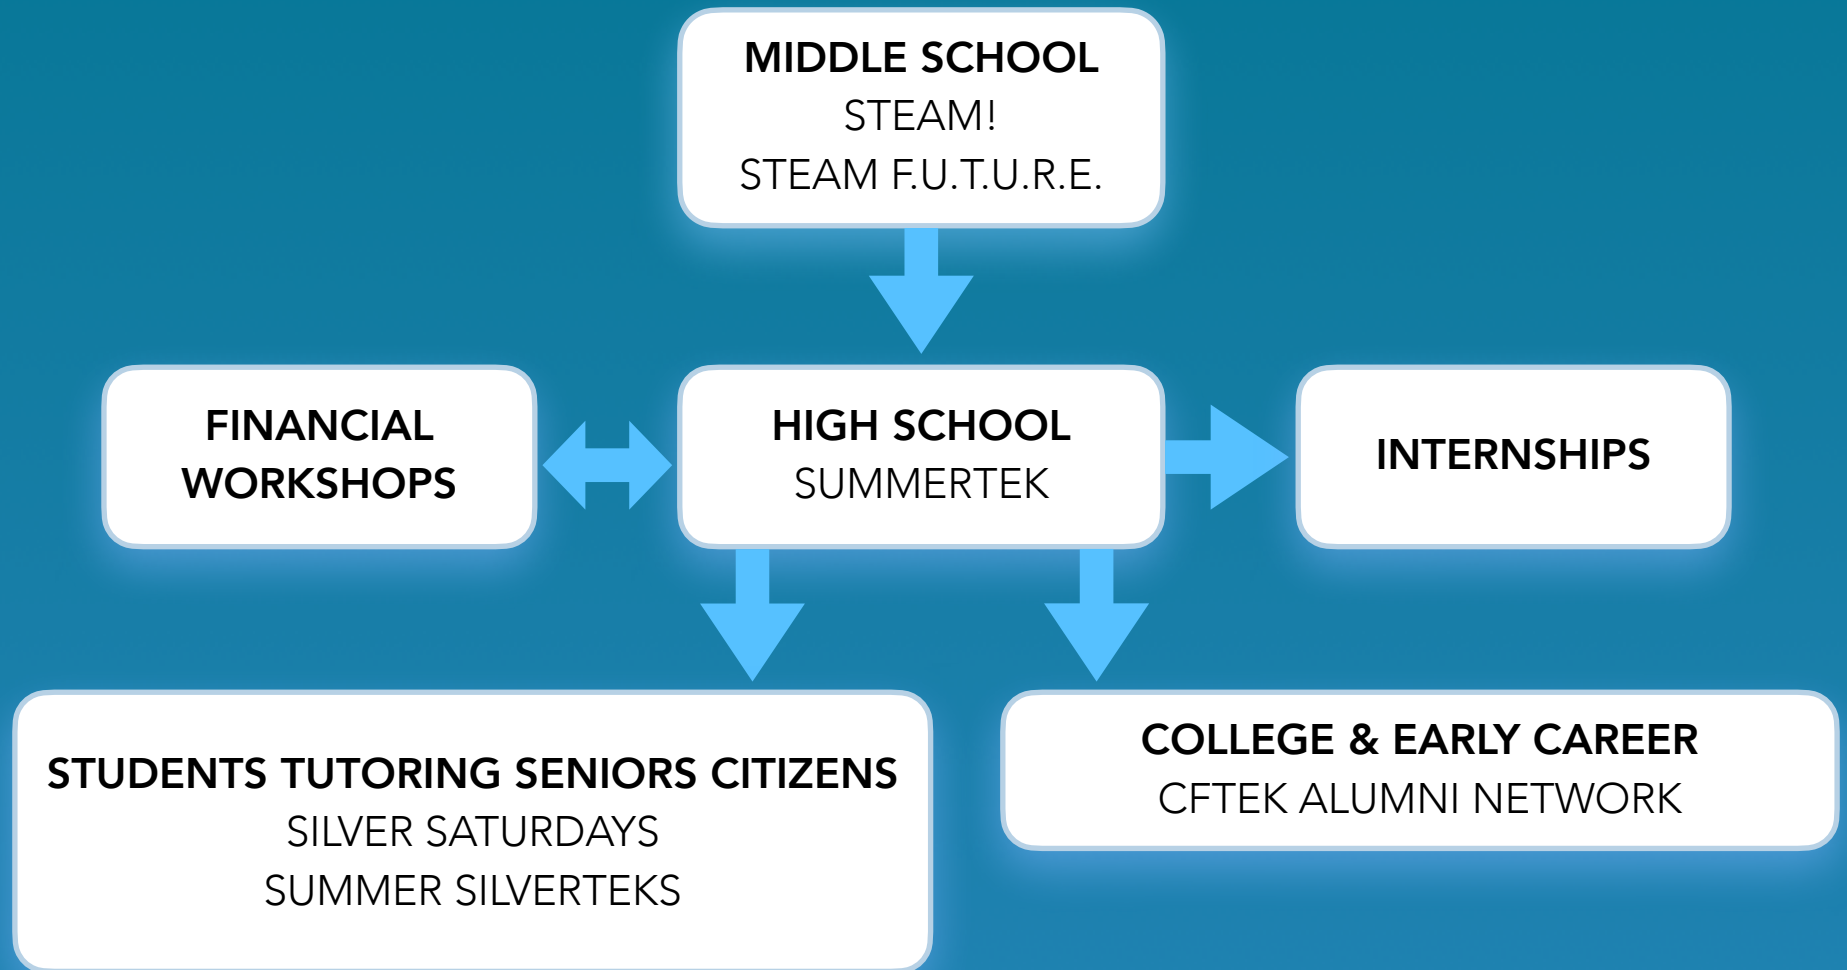 MIDDLE SCHOOL
STEAM!
STEAM F.U.T.U.R.E.
FINANCIAL
WORKSHOPS
HIGH SCHOOL
SUMMERTEK
INTERNSHIPS
STUDENTS TUTORING SENIORS CITIZENS
SILVER SATURDAYS
SUMMER SILVERTEKS
COLLEGE & EARLY CAREER
CFTEK ALUMNI NETWORK